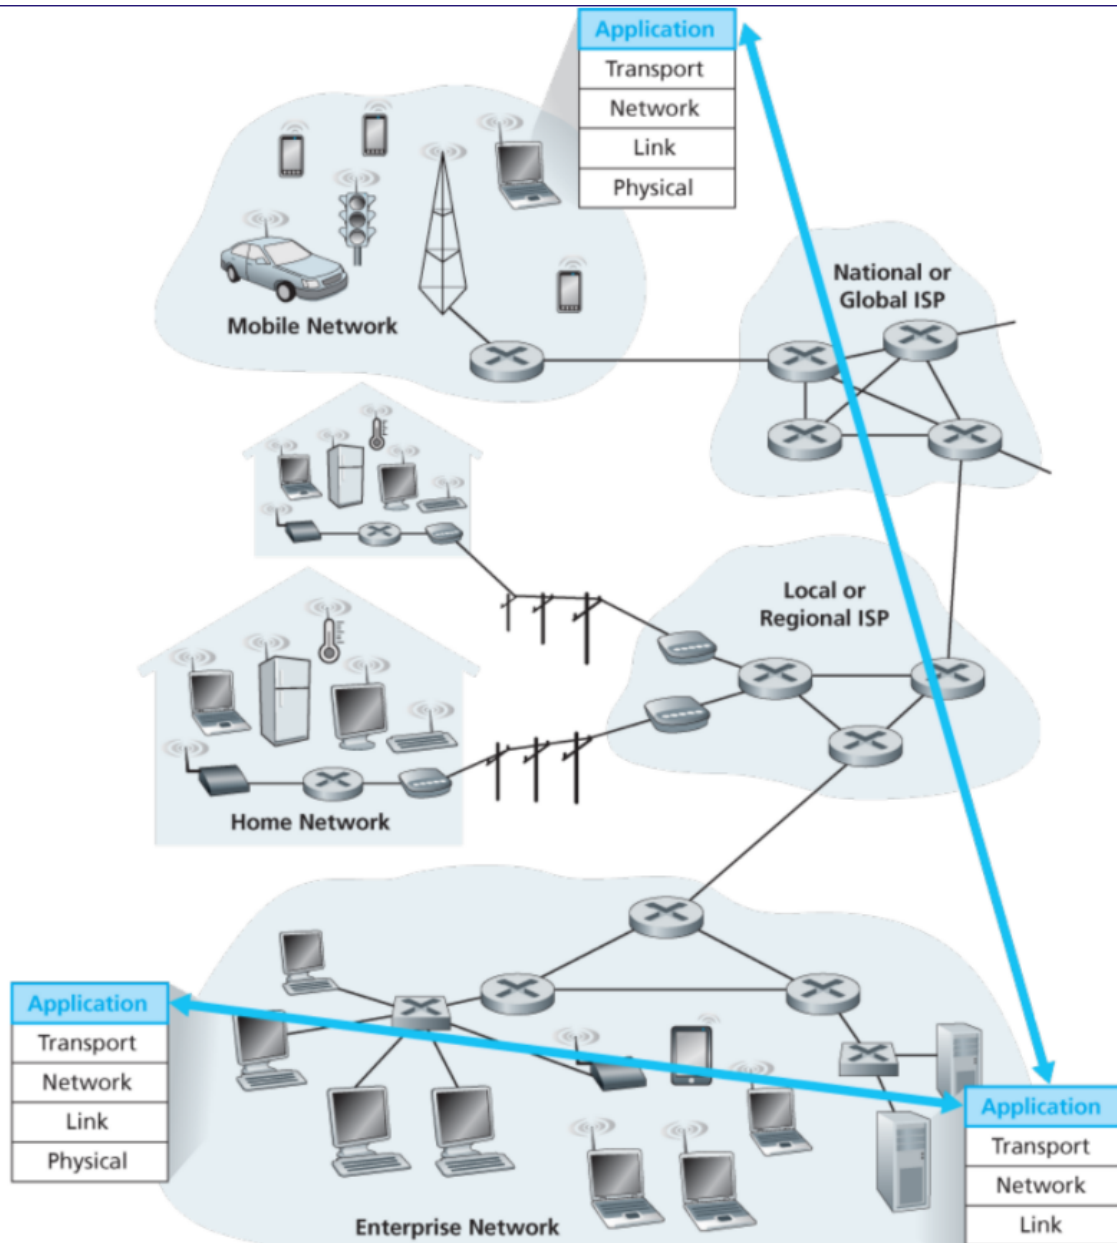 Application
Transport
Network
Link
Physical
National or
Global ISP
Mobile Network
Local or
Regional ISP
Home Network
Application
Transport
Network
Link
Physical
Application
Transport
Network
Link
Enterprise Network